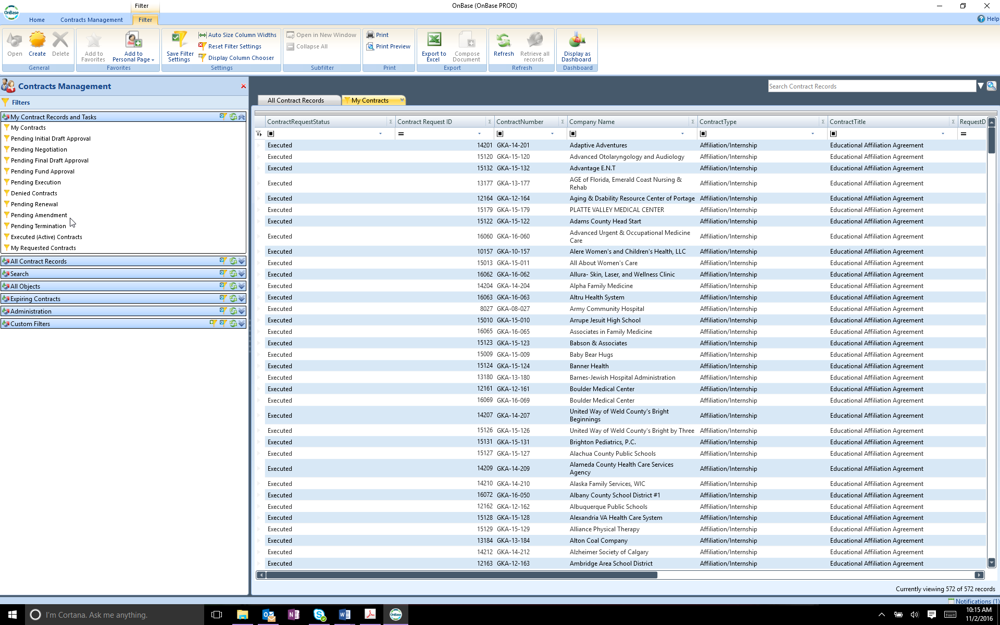 Filter
OnBase (OnBase PROD)
OnBase
Home
Contracts Management
Filter
Help
Open
Create
Delete
General
Add to Favorites
Add to Personal Page
Favorites
Save Filter Settings
Auto Size Column Widths
Reset Filter Settings
Display Column Chooser
Settings
Open in New Window
Collapse All
Subfilter
Print
Print Preview
Print
Export to Excel
Compose Document
Export
Refresh
Retrieve all records
Refresh
Display as Dashboard
Dashboard
Contracts Management
Filters
My Contract Records and Tasks
My Contracts
Pending Initial Draft Approval
Pending Negotiation
Pending Final Draft Approval
Pending Fund Approval
Pending Execution
Denied Contracts
Pending Renewal
Pending Amendment
Pending Termination
Executed (Active) Contracts
My Requested Contracts
All Contract Records
Search
All Objects
Expiring Contracts
Administration
Custom Filters
Search Contract Records
All Contract Records
My Contracts
ContractRequestStatus Σ Contract Request ID Σ ContractNumber Σ Company Name Σ ContractType Σ ContractTitle Σ RequestD
= =
Executed 14201 GKA-14-201 Adaptive Adventures Affiliation/Internship Educational Affiliation Agreement
Executed 15120 GKA-15-120 Advanced Otolaryngology and Audiology Affiliation/Internship Educational Affiliation Agreement
Executed 15132 GKA-15-132 Advantage E.N.T Affiliation/Internship Educational Affiliation Agreement
Executed 13177 GKA-13-177 AGE of Florida, Emerald Coast Nursing & Rehab Affiliation/Internship Educational Affiliation Agreement
Executed 12164 GKA-12-164 Aging & Dsability Resource Center of Portage Affiliation/Internship Educational Affiliation Agreement
Executed 15179 GKA-15-179 PLATTE VALLEY MEDICAL CENTER Affiliation/Internship Educational Affiliation Agreement
Executed 15122 GKA-15-122 Adams County Head Start Affiliation/Internship Educational Affiliation Agreement
Executed 16060 GKA-16-060 Advanced Urgent & Occupational Medicine Care Affiliation/Internship Educational Affiliation Agreement
Executed 10157 GKA-10-157 Alere Women's and Children's Health, LLC Affiliation/Internship Educational Affiliation Agreement
Executed 15013 GKA-15-011 All About Women's Care Affiliation/Internship Educational Affiliation Agreement
Executed 16062 GKA-16-062 Allura- Skin, Laser, and Wellness Clinic Affiliation/Internship Educational Affiliation Agreement
Executed 14204 GKA-14-204 Alpha Family Medicine Affiliation/Internship Educational Affiliation Agreement
Executed 16063 GKA-16-063 Altru Health System Affiliation/Internship Educational Affiliation Agreement
Executed 8027 GKA-08-027 Army Community Hospital Affiliation/Internship Educational Affiliation Agreement
Executed 15010 GKA-15-010 Arrupe Jesuit High School Affiliation/Internship Educational Affiliation Agreement
Executed 16065 GKA-16-065 Associates in Family Medicine Affiliation/Internship Educational Affiliation Agreement
Executed 15123 GKA-15-123 Babson & Associates Affiliation/Internship Educational Affiliation Agreement
Executed 15009 GKA-15-009 Baby Bear Hugs Affiliation/Internship Educational Affiliation Agreement
Executed 15124 GKA-15-124 Banner Health Affiliation/Internship Educational Affiliation Agreement
Executed 13180 GKA-13-180 Barnes-Jewish Hospital Administration Affiliation/Internship Educational Affiliation Agreement
Executed 12161 GKA-12-161 Boulder Medical Center Affiliation/Internship Educational Affiliation Agreement
Executed 16069 GKA-16-069 Boulder Medical Center Affiliation/Internship Educational Affiliation Agreement
Executed 14207 GKA-14-207 United Way of Weld County's Bright Beginnings Affiliation/Internship Educational Affiliation Agreement
Executed 15126 GKA-15-126 United Way of Weld County's Bright by Three Affiliation/Internship Educational Affiliation Agreement
Executed 15131 GKA-15-131 Brighton Pediatrics, P.C. Affiliation/Internship Educational Affiliation Agreement
Executed 15127 GKA-15-127 Alachua County Public Schools Affiliation/Internship Educational Affiliation Agreement
Executed 14209 GKA-14-209 Alameda County Health Care Services Agency Affiliation/Internship Educational Affiliation Agreement
Executed 14210 GKA-14-210 Alaska Family Services, WIC Affiliation/Internship Educational Affiliation Agreement
Executed 16072 GKA-16-050 Albany County School District #1 Affiliation/Internship Educational Affiliation Agreement
Executed 12162 GKA-12-162 Albuquerque Public Schools Affiliation/Internship Educational Affiliation Agreement
Executed 15128 GKA-15-128 Alexandria VA Health Care System Affiliation/Internship Educational Affiliation Agreement
Executed 15129 GKA-15-129 Alliance Physical Therapy Affiliation/Internship Educational Affiliation Agreement
Executed 13184 GKA-13-184 Alton Coal Company Affiliation/Internship Educational Affiliation Agreement
Executed 14212 GKA-14-212 Alzheimer Society of Calgary Affiliation/Internship Educational Affiliation Agreement
Executed 12163 GKA-12-163 Ambridge Area School District Affiliation/Internship Educational Affiliation Agreement
Currently viewing 572 of 572 records
Notifications (1)
I'm Cortana. Ask me anything.
OnBase
10:15 AM
11/2/2016